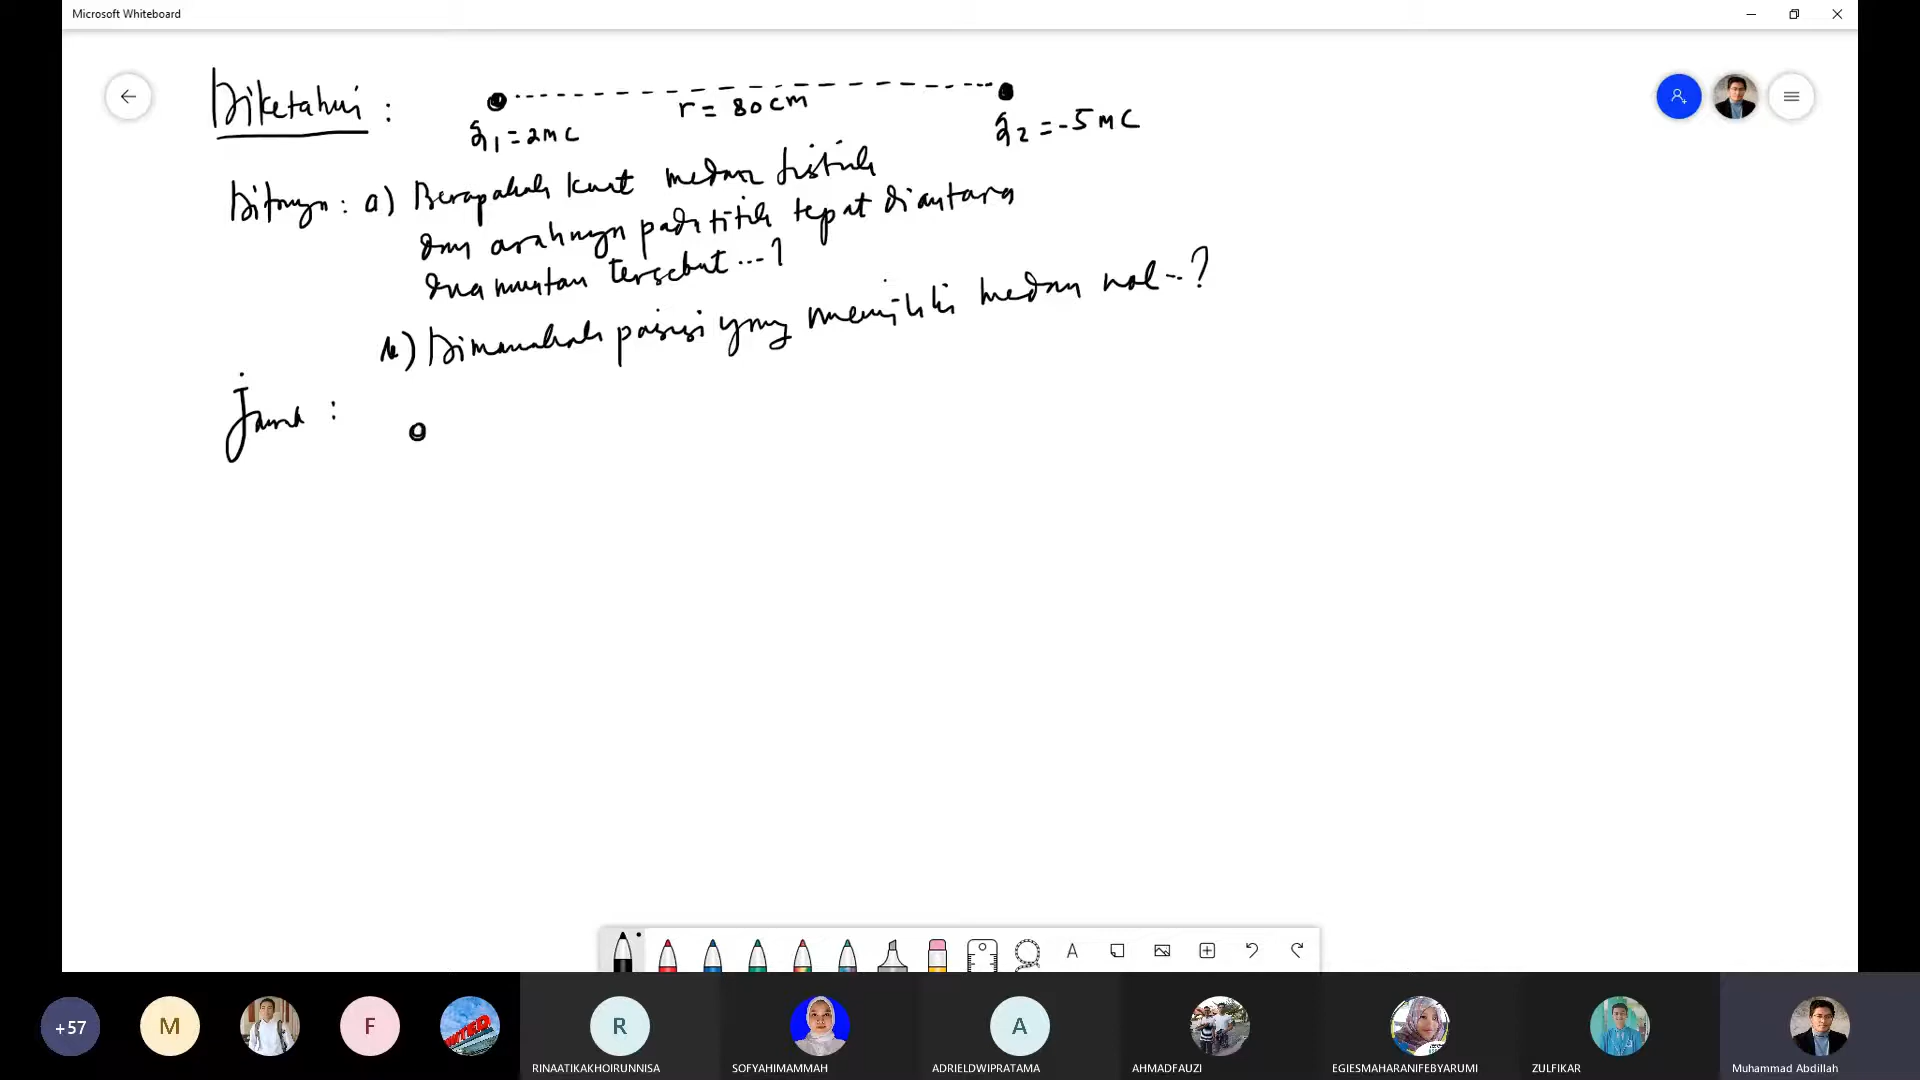 Microsoft Whiteboard
Diketahui :
r = 80 cm
q1 = 2 mC
q2 = -5 mC
Ditanya : a) Berapakah kuat medan listrik
dan arahnya pada titik tepat diantara
dua muatan tersebut ...?
b) Dimanakah posisi yang memiliki medan nol ..?
Jawab :
A
+57
M
F
UNITED
R
A
RINAATIKAKHOIRUNNISA
SOFYAHIMAMMAH
ADRIELDWIPRATAMA
AHMADFAUZI
EGIESMAHARANIFEBYARUMI
ZULFIKAR
Muhammad Abdillah